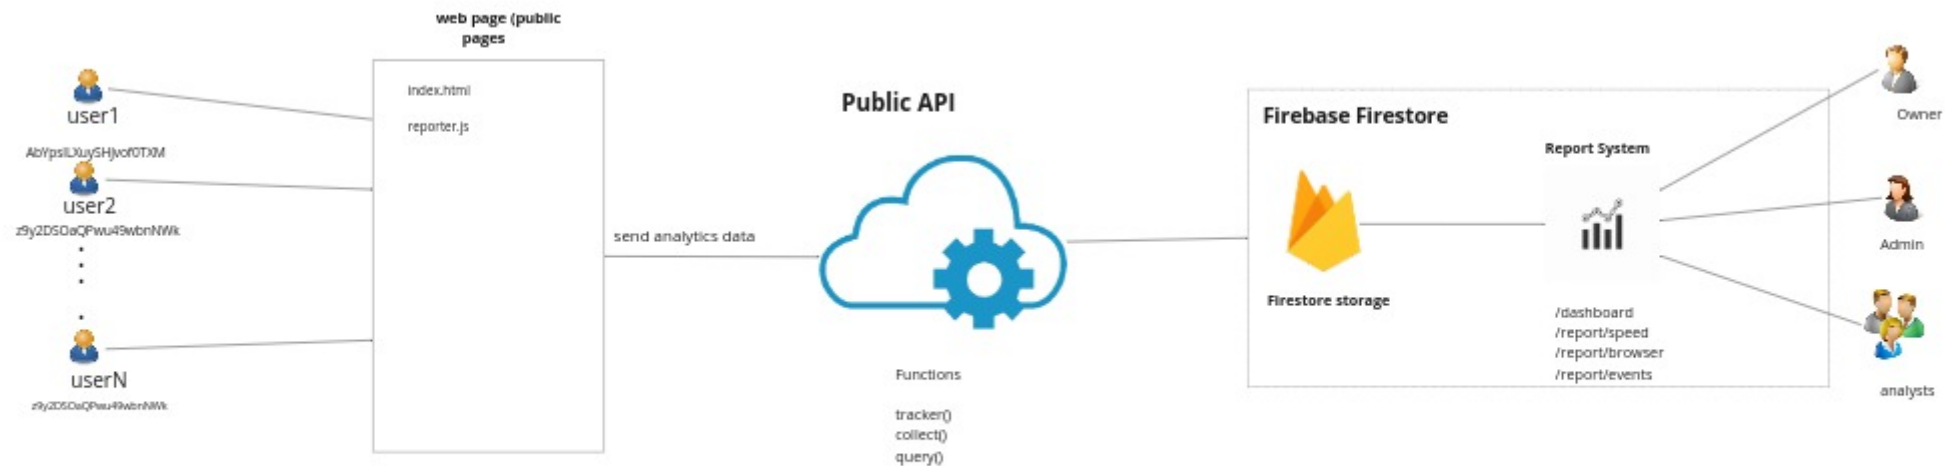 web page (public
pages
index.html
reporter.js
user1
user2
z9y2DSOaQPwu49wbnNWk
userN
z9y2DSOaQPwu49wbnNWk
send analytics data
Public API
Functions
tracker()
collect()
query()
Firebase Firestore
Firestore storage
Report System
/dashboard
/report/speed
/report/browser
/report/events
Owner
Admin
analysts